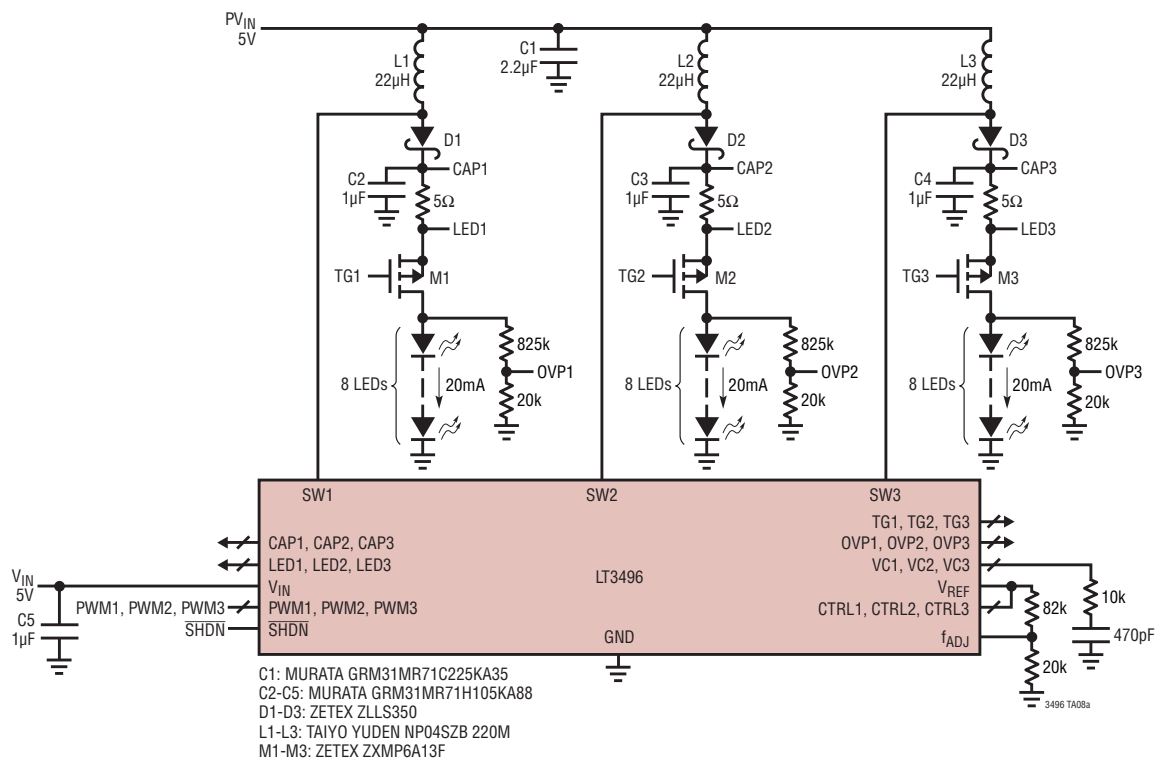 PVIN
5V
L1
22µH
C1
2.2µF
L2
22µH
L3
22µH
D1
D2
D3
C2
1µF
CAP1
5Ω
LED1
C3
1µF
CAP2
5Ω
LED2
C4
1µF
CAP3
5Ω
LED3
TG1
M1
TG2
M2
TG3
M3
8 LEDs
20mA
825k
OVP1
20k
8 LEDs
20mA
825k
OVP2
20k
8 LEDs
20mA
825k
OVP3
20k
SW1
SW2
SW3
TG1, TG2, TG3
CAP1, CAP2, CAP3
OVP1, OVP2, OVP3
LED1, LED2, LED3
LT3496
VC1, VC2, VC3
VIN
5V
VIN
VREF
C5
1µF
PWM1, PWM2, PWM3
PWM1, PWM2, PWM3
CTRL1, CTRL2, CTRL3
82k
10k
SHDN
SHDN
GND
fADJ
470pF
20k
3496 TA08a
C1: MURATA GRM31MR71C225KA35
C2-C5: MURATA GRM31MR71H105KA88
D1-D3: ZETEX ZLLS350
L1-L3: TAIYO YUDEN NP04SZB 220M
M1-M3: ZETEX ZXMP6A13F